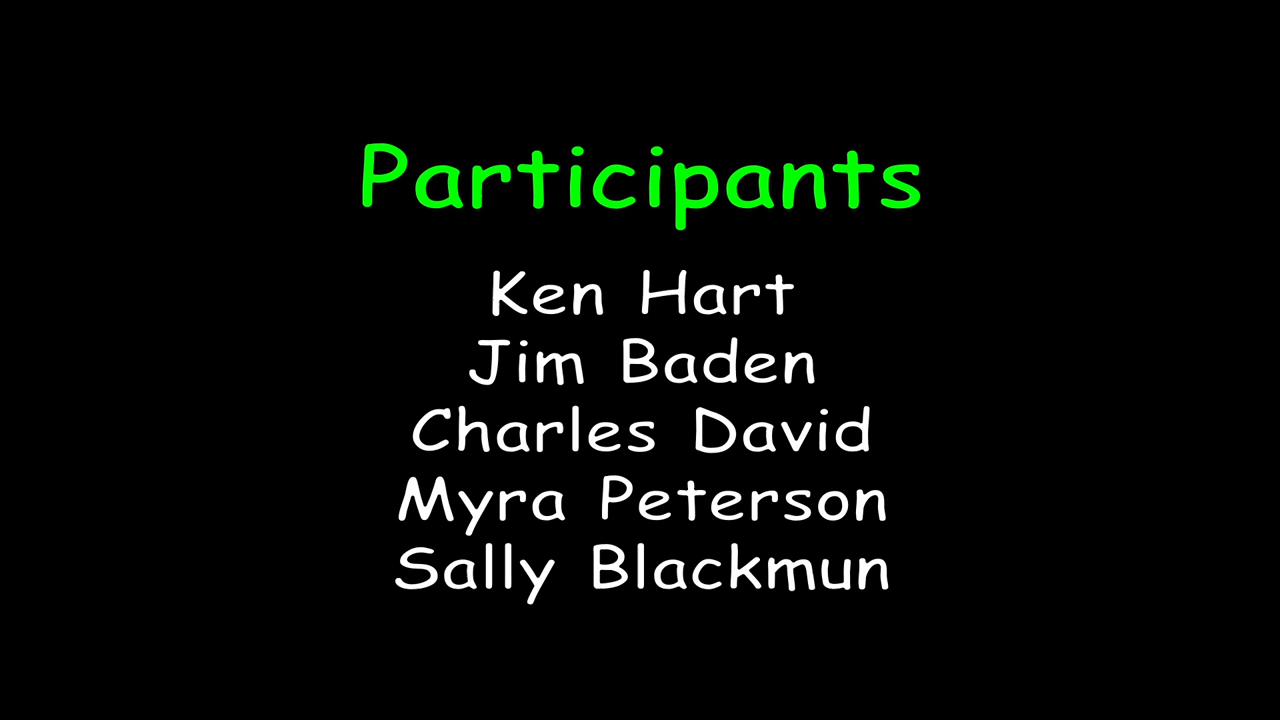 Participants
Ken Hart
Jim Baden
Charles David
Myra Peterson
Sally Blackmun